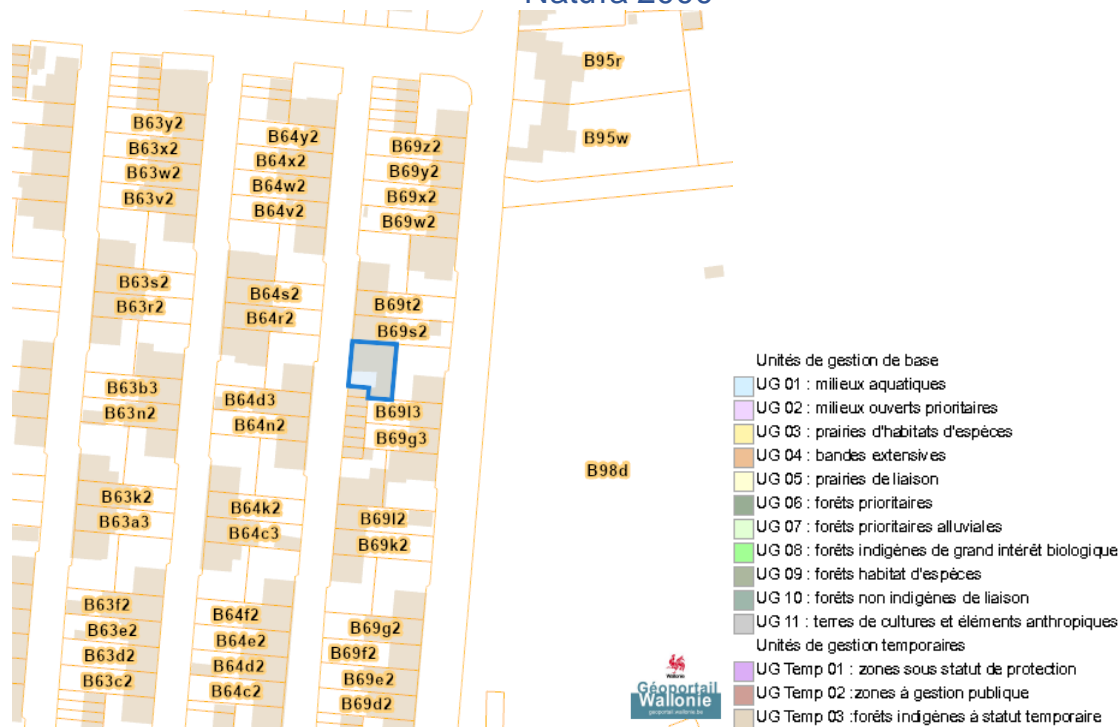 Natura 2000
B95r
B95w
B63y2
B63x2
B63w2
B63v2
B64y2
B64x2
B64w2
B64v2
B69z2
B69y2
B69x2
B69w2
B63s2
B63r2
B64s2
B64r2
B69t2
B69s2
B63b3
B63n2
B64d3
B64n2
B69l3
B69g3
B98d
B63k2
B63a3
B64k2
B64c3
B69l2
B69k2
B63f2
B63e2
B63d2
B63c2
B64f2
B64e2
B64d2
B64c2
B69g2
B69f2
B69e2
B69d2
Unités de gestion de base
UG 01 : milieux aquatiques
UG 02 : milieux ouverts prioritaires
UG 03 : prairies d'habitats d'espèces
UG 04 : bandes extensives
UG 05 : prairies de liaison
UG 06 : forêts prioritaires
UG 07 : forêts prioritaires alluviales
UG 08 : forêts indigènes de grand intérêt biologique
UG 09 : forêts habitat d'espèces
UG 10 : forêts non indigènes de liaison
UG 11 : terres de cultures et éléments anthropiques
Unités de gestion temporaires
UG Temp 01 : zones sous statut de protection
UG Temp 02 :zones à gestion publique
UG Temp 03 :forêts indigènes à statut temporaire
Wallonie
Géoportail
Wallonie
geoportail.wallonie.be